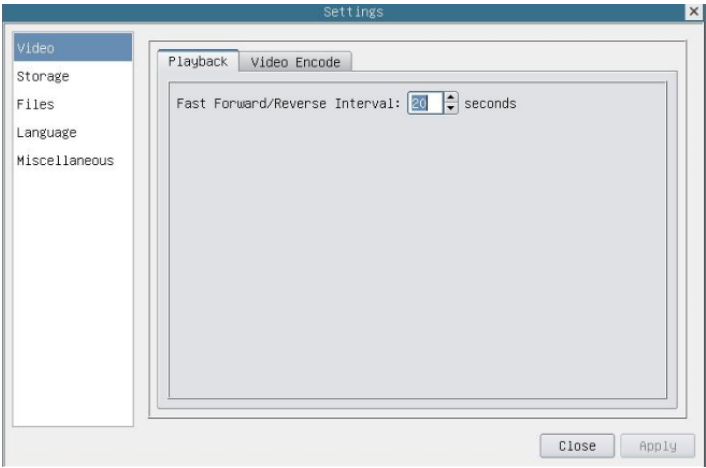 Settings
Video
Storage
Files
Language
Miscellaneous
Playback Video Encode
Fast Forward/Reverse Interval: 20 seconds
Close Apply